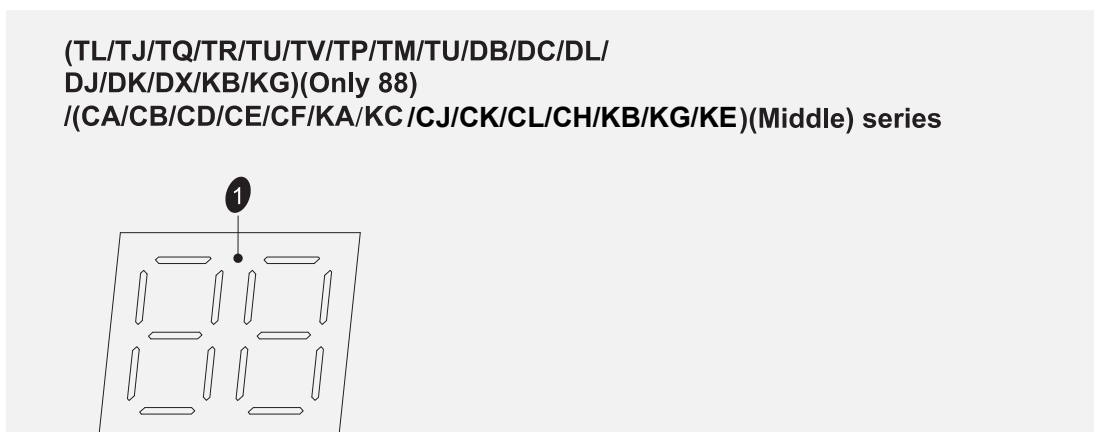 (TL/TJ/TQ/TR/TU/TV/TP/TM/TU/DB/DC/DL/
DJ/DK/DX/KB/KG)(Only 88)
/(CA/CB/CD/CE/CF/KA/KC/CJ/CK/CL/CH/KB/KG/KE)(Middle) series
1
88